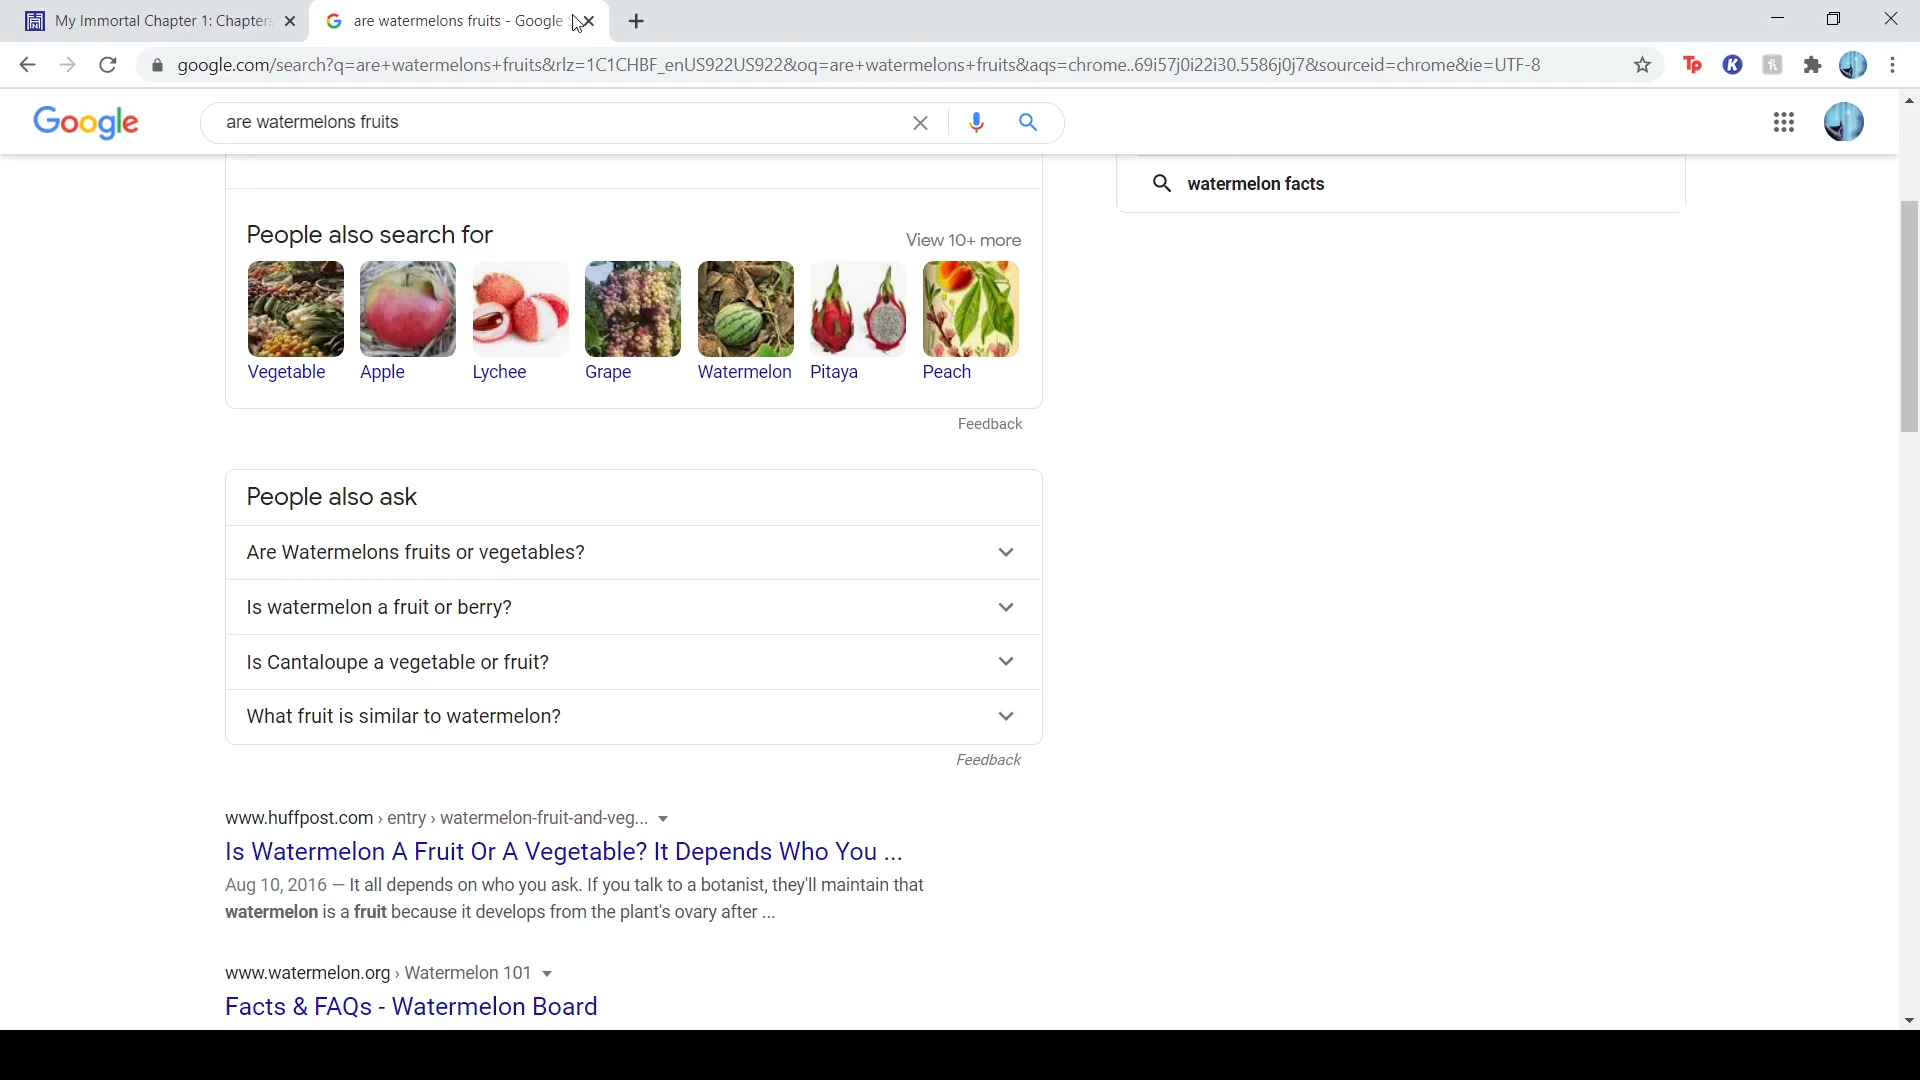 My Immortal Chapter 1: Chapters
are watermelons fruits - Google
google.com/search?q=are+watermelons+fruits&rlz=1C1CHBF_enUS922US922&oq=are+watermelons+fruits&aqs=chrome..69i57j0i22i30.5586j0j7&sourceid=chrome&ie=UTF-8
Google
are watermelons fruits
watermelon facts
People also search for
View 10+ more
Vegetable Apple Lychee Grape Watermelon Pitaya Peach
Feedback
People also ask
Are Watermelons fruits or vegetables?
Is watermelon a fruit or berry?
Is Cantaloupe a vegetable or fruit?
What fruit is similar to watermelon?
Feedback
www.huffpost.com › entry › watermelon-fruit-and-veg...
Is Watermelon A Fruit Or A Vegetable? It Depends Who You ...
Aug 10, 2016 — It all depends on who you ask. If you talk to a botanist, they'll maintain that
watermelon is a fruit because it develops from the plant's ovary after ...
www.watermelon.org › Watermelon 101
Facts & FAQs - Watermelon Board